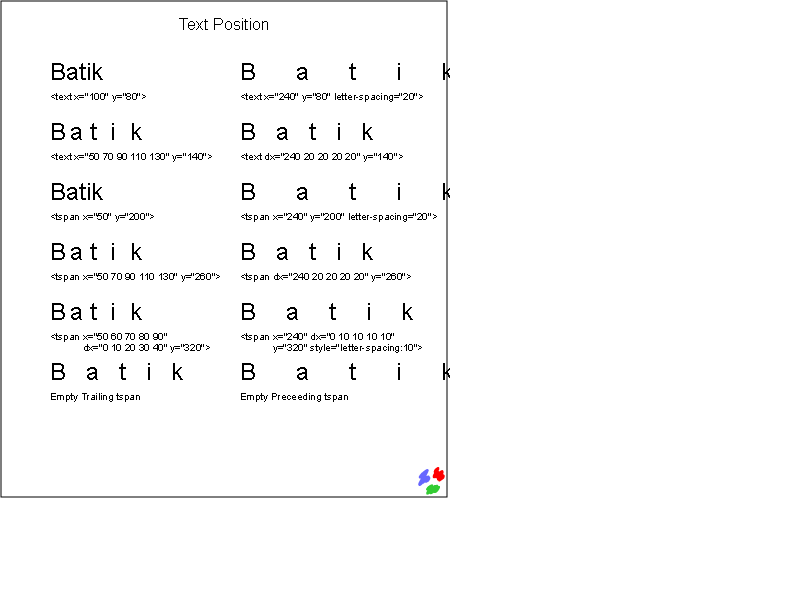 Text Position
Batik
B a t i k
<text x="100" y="80">
<text x="240" y="80" letter-spacing="20">
B a t i k
B a t i k
<text x="50 70 90 110 130" y="140">
<text dx="240 20 20 20 20" y="140">
Batik
B a t i k
<tspan x="50" y="200">
<tspan x="240" y="200" letter-spacing="20">
B a t i k
B a t i k
<tspan x="50 70 90 110 130" y="260">
<tspan dx="240 20 20 20 20" y="260">
B a t i k
B a t i k
<tspan x="50 60 70 80 90"
dx="0 10 20 30 40" y="320">
<tspan x="240" dx="0 10 10 10 10"
y="320" style="letter-spacing:10">
B a t i k
B a t i k
Empty Trailing tspan
Empty Preceeding tspan